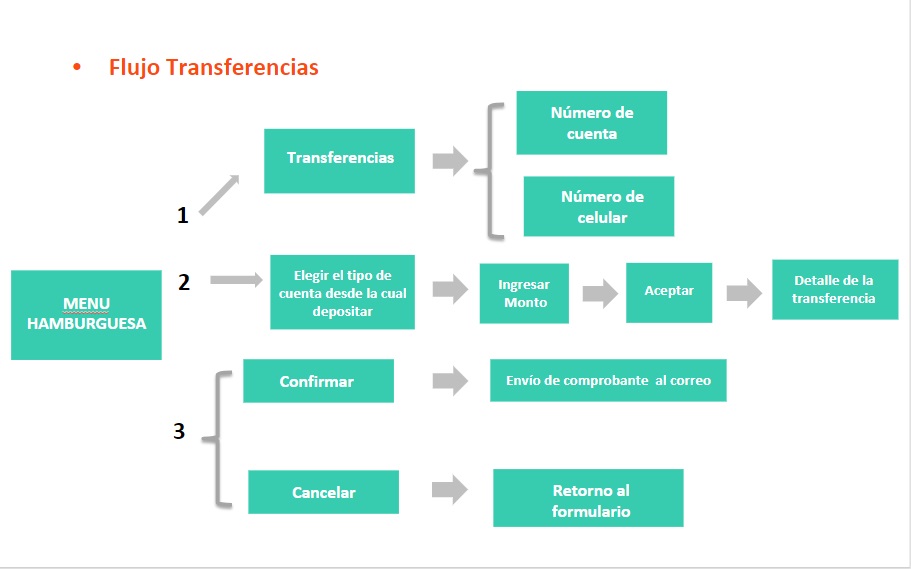 • Flujo Transferencias
Número de
cuenta
Transferencias
Número de
celular
1
2
Elegir el tipo de
cuenta desde la cual
depositar
Ingresar
Monto
Aceptar
Detalle de la
transferencia
MENU
HAMBURGUESA
Confirmar
Envío de comprobante al correo
3
Cancelar
Retorno al
formulario